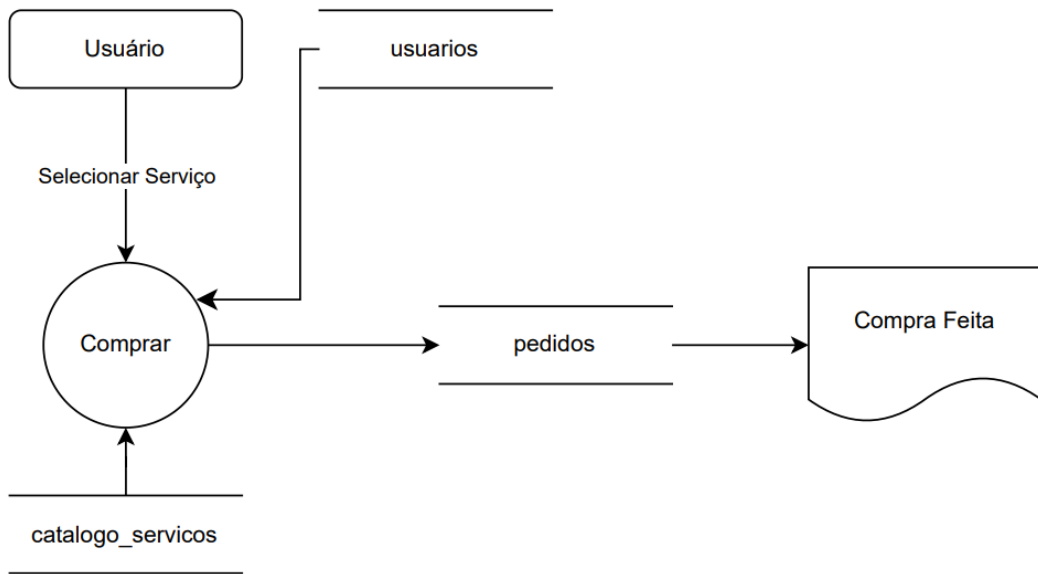 Usuário
usuarios
Selecionar Serviço
Comprar
pedidos
Compra Feita
catalogo_servicos